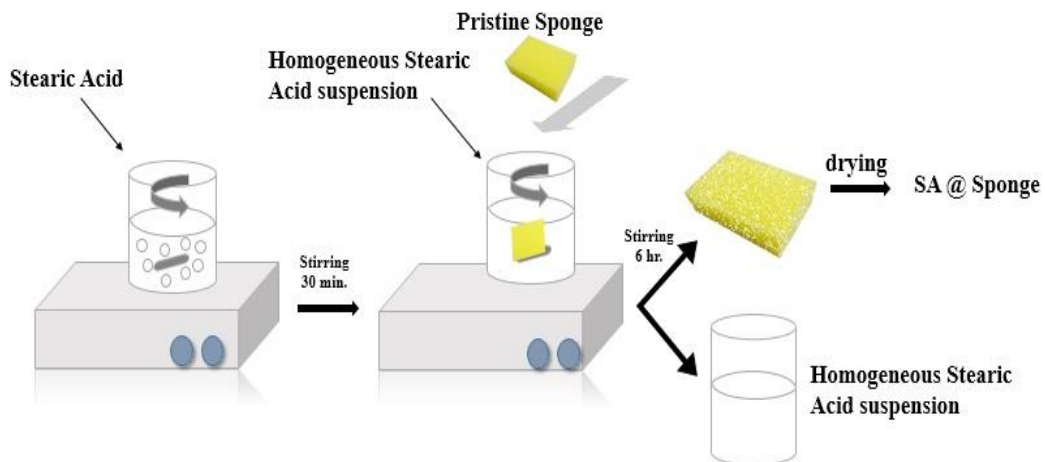 Stearic Acid
Stirring
30 min.
Homogeneous Stearic
Acid suspension
Pristine Sponge
Stirring
6 hr.
drying
SA @ Sponge
Homogeneous Stearic
Acid suspension